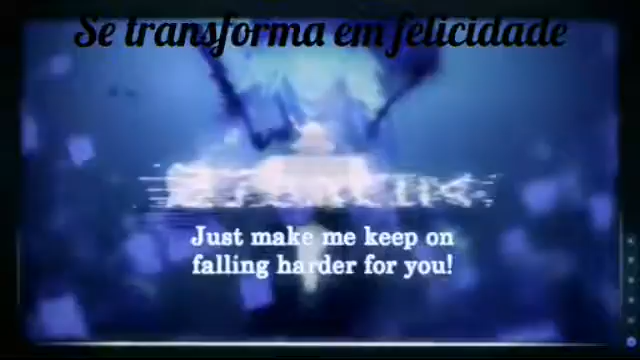 Se transforma em felicidade
Just make me keep on
falling harder for you!